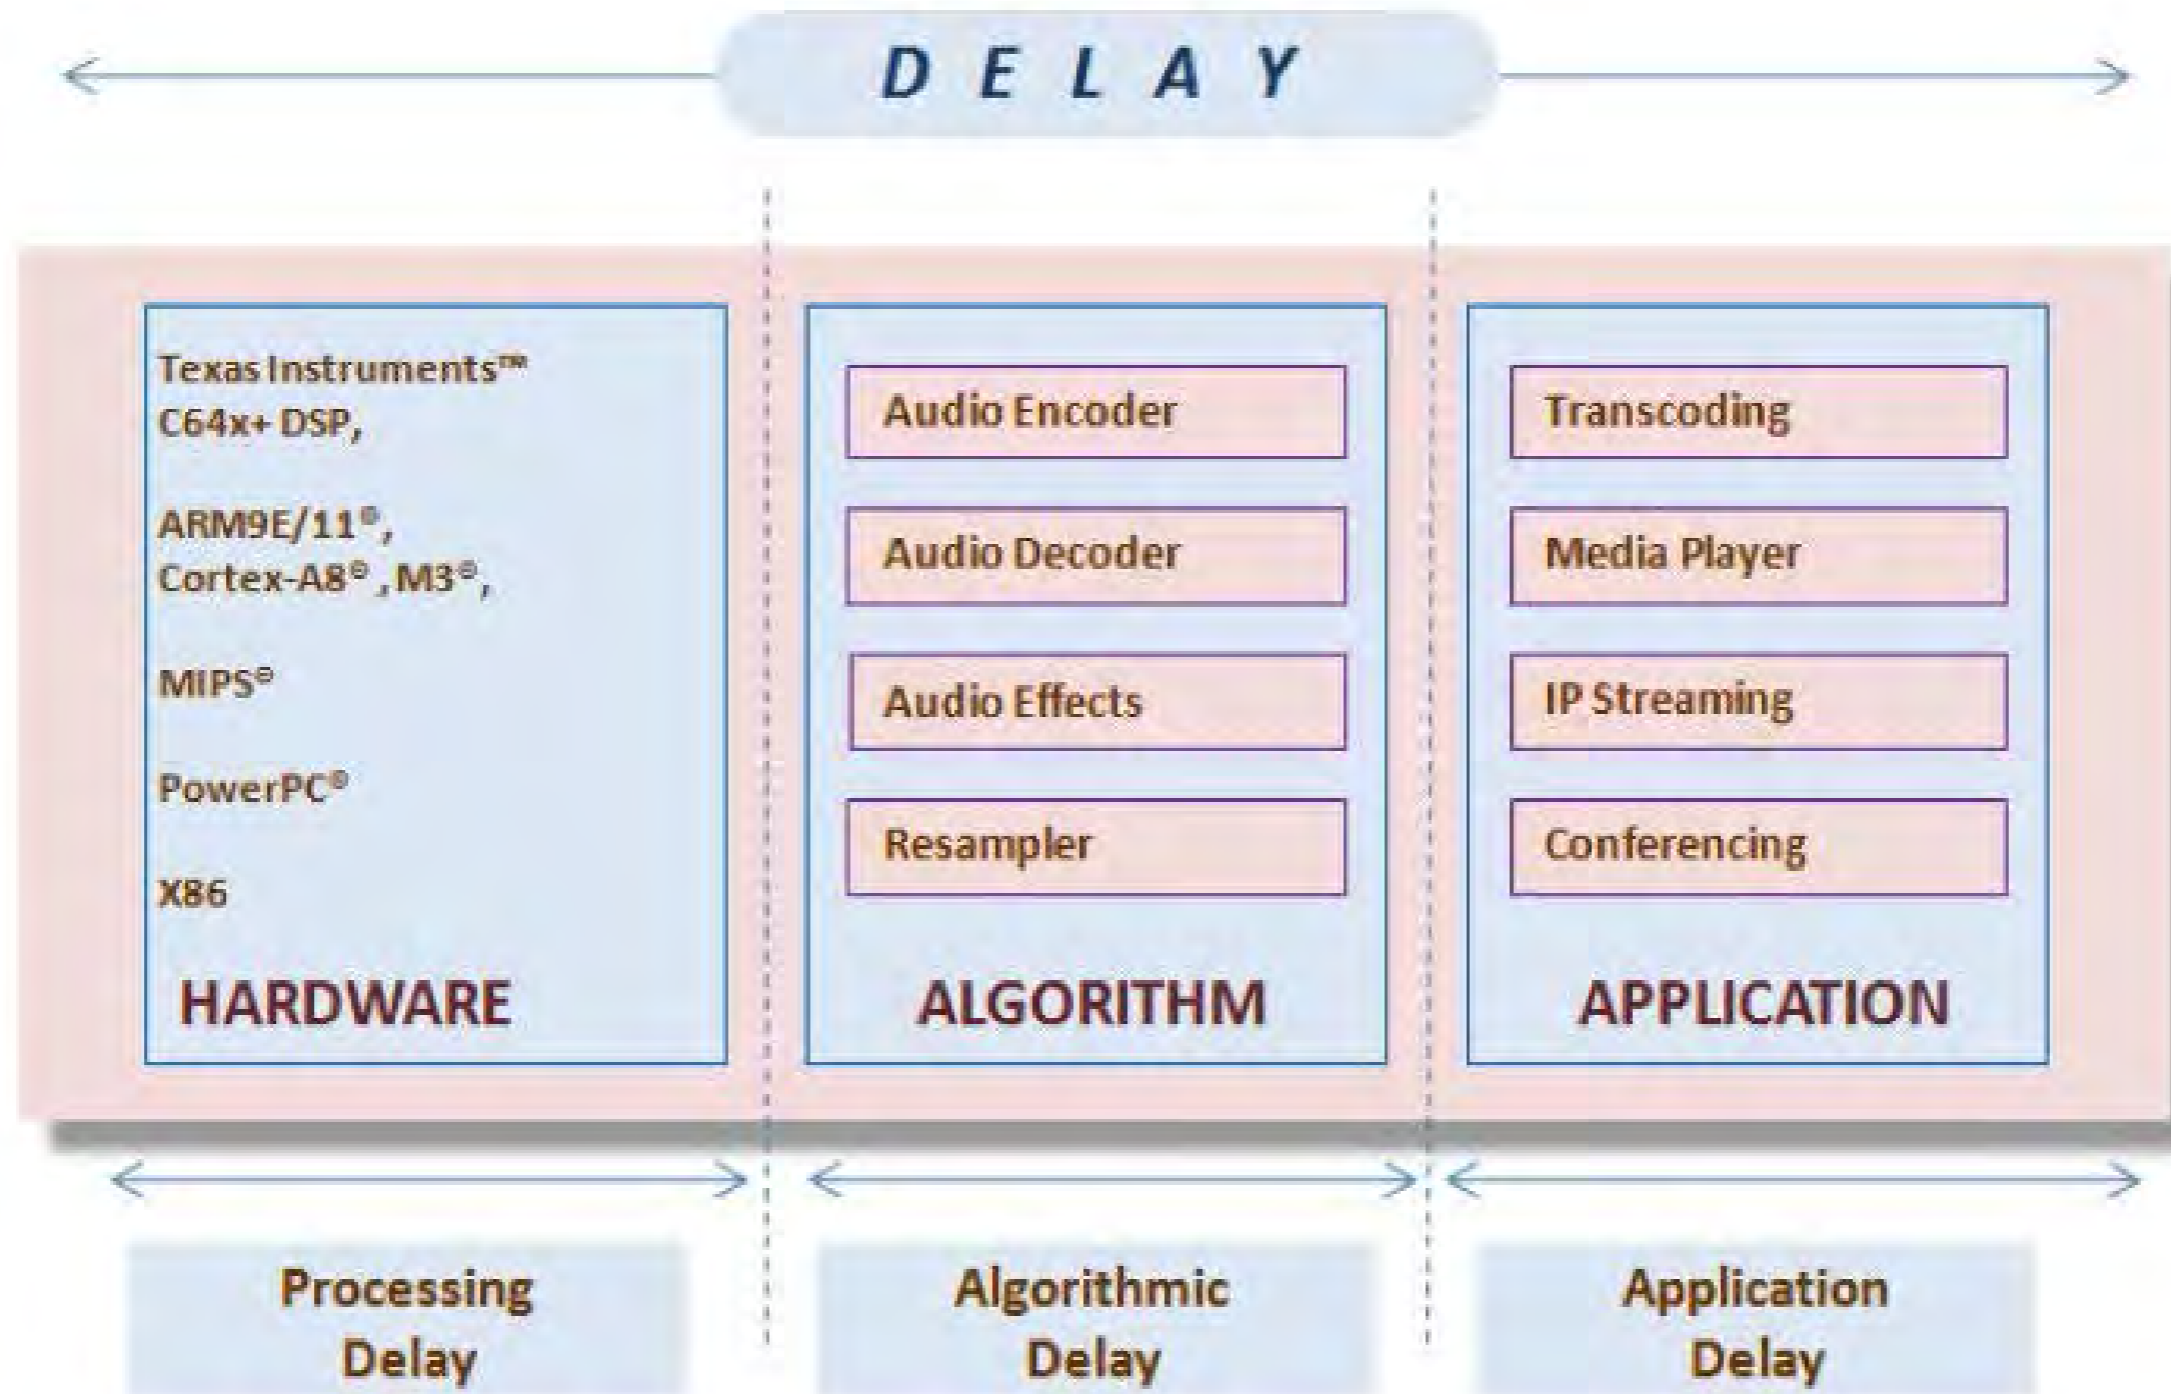 D E L A Y
Texas Instruments™
C64x+ DSP,
ARM9E/11®,
Cortex-A8® , M3®,
MIPS®
PowerPC®
X86
HARDWARE
Audio Encoder
Audio Decoder
Audio Effects
Resampler
ALGORITHM
Transcoding
Media Player
IP Streaming
Conferencing
APPLICATION
Processing
Delay
Algorithmic
Delay
Application
Delay